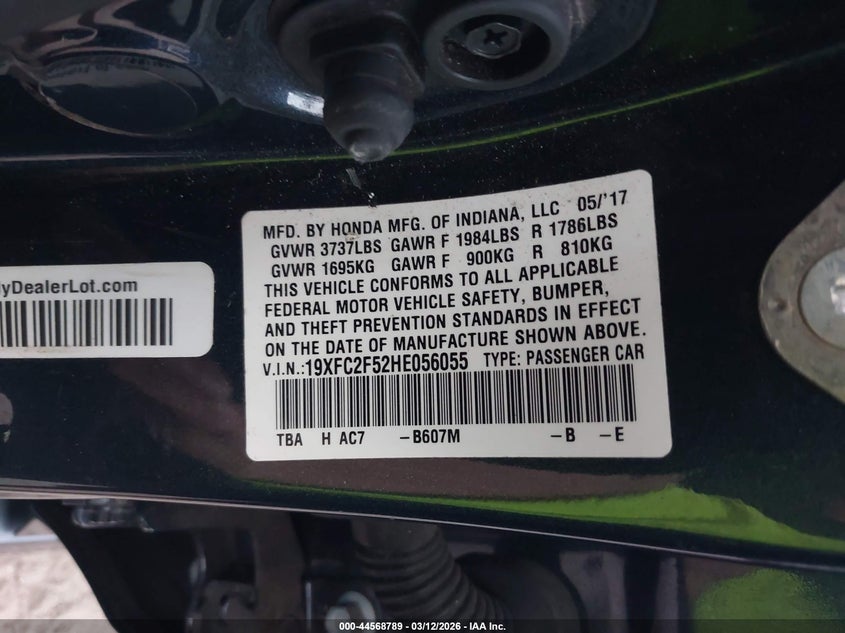 MFD. BY HONDA MFG. OF INDIANA, LLC 05/'17
GVWR 3737LBS GAWR F 1984LBS R 1786LBS
GVWR 1695KG GAWR F 900KG R 810KG
THIS VEHICLE CONFORMS TO ALL APPLICABLE
FEDERAL MOTOR VEHICLE SAFETY, BUMPER,
AND THEFT PREVENTION STANDARDS IN EFFECT
ON THE DATE OF MANUFACTURE SHOWN ABOVE.
V.I.N.:19XFC2F52HE056055 TYPE: PASSENGER CAR
TBA H AC7 -B607M -B -E
yDealerLot.com
000-44568789 - 03/12/2026 - IAA Inc.